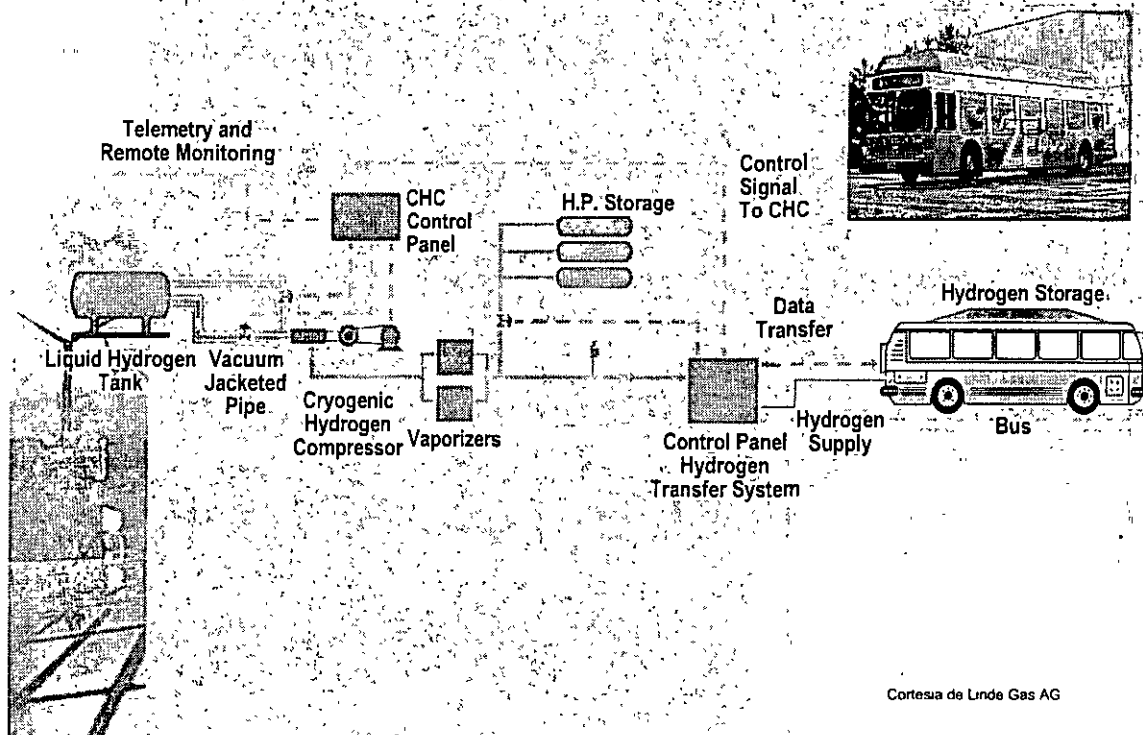 Telemetry and
Remote Monitoring
CHC
Control
Panel
H.P. Storage
Control
Signal
To CHC
Liquid Hydrogen
Tank
Vacuum
Jacketed
Pipe
Cryogenic
Hydrogen
Compressor
Vaporizers
Data
Transfer
Hydrogen Storage
Control Panel
Hydrogen
Transfer System
Hydrogen
Supply
Bus
Cortesia de Linde Gas AG